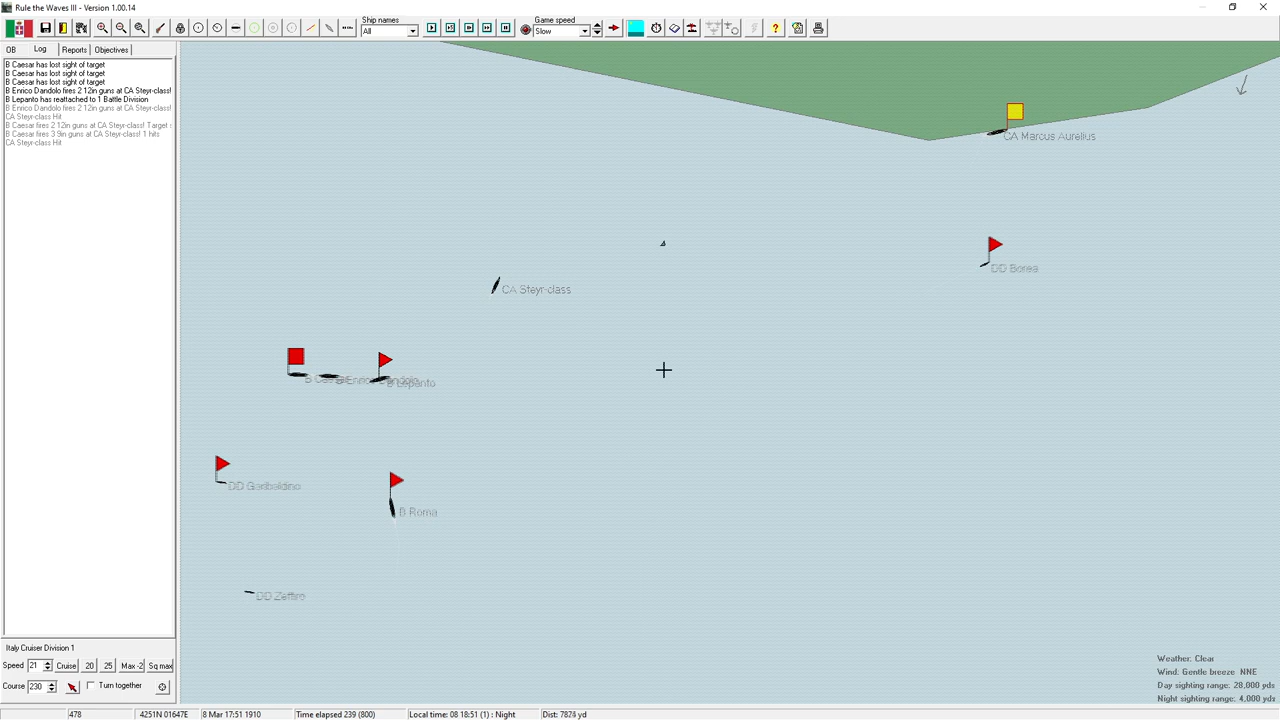 Rule the Waves III - Version 1.00.14
Ship names
All
Game speed
Slow
OB Log Reports Objectives
B Caesar has lost sight of target
B Caesar has lost sight of target
B Caesar has lost sight of target
B Enrico Dandolo fires 2 12in guns at CA Steyr-class!
B Lepanto has reattached to 1 Battle Division
B Enrico Dandolo fires 2 12in guns at CA Steyr-class!
CA Steyr-class Hit
B Caesar fires 2 12in guns at CA Steyr-class! Target s
B Caesar fires 3 9in guns at CA Steyr-class! 1 hits
CA Steyr-class Hit
CA Marcus Aurelius
DD Borea
CA Steyr-class
B Caesar
B Enrico Dandolo
B Lepanto
DD Garibaldino
B Roma
DD Zeffiro
Italy Cruiser Division 1
Speed 21 Cruise 20 25 Max -2 Sq max
Course 230 Turn together
Weather: Clear
Wind: Gentle breeze NNE
Day sighting range: 28,000 yds
Night sighting range: 4,000 yds
478 4251N 01647E 8 Mar 17:51 1910 Time elapsed 239 (800) Local time: 08 18:51 (1) : Night Dist: 7878 yd